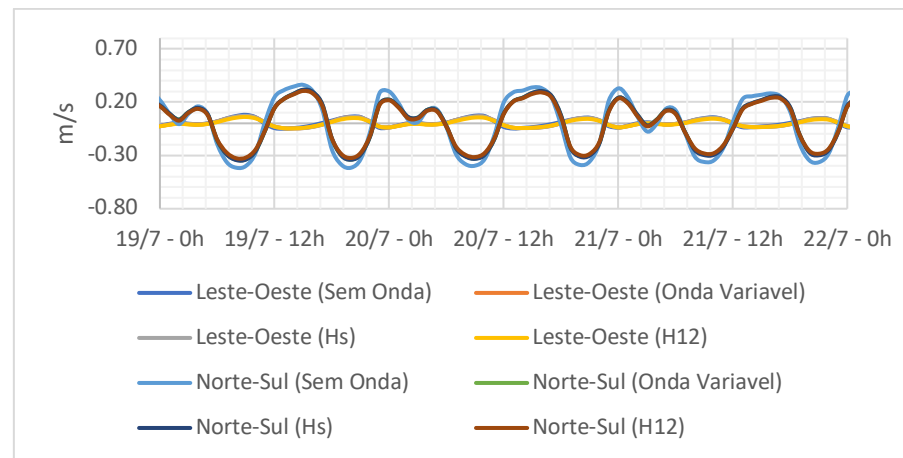 0.70
0.20
-0.30
-0.80
m/s
19/7 - 0h 19/7 - 12h 20/7 - 0h 20/7 - 12h 21/7 - 0h 21/7 - 12h 22/7 - 0h
Leste-Oeste (Sem Onda) Leste-Oeste (Onda Variavel)
Leste-Oeste (Hs) Leste-Oeste (H12)
Norte-Sul (Sem Onda) Norte-Sul (Onda Variavel)
Norte-Sul (Hs) Norte-Sul (H12)